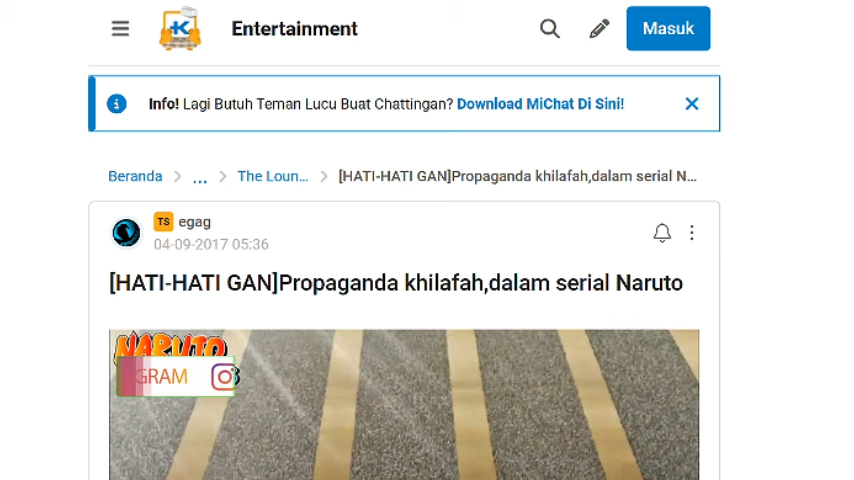 Entertainment
Masuk
Info! Lagi Butuh Teman Lucu Buat Chattingan? Download MiChat Di Sini!
Beranda > ... > The Loun... > [HATI-HATI GAN]Propaganda khilafah,dalam serial N...
TS egag
04-09-2017 05:36
[HATI-HATI GAN]Propaganda khilafah,dalam serial Naruto
NARUTO
GRAM